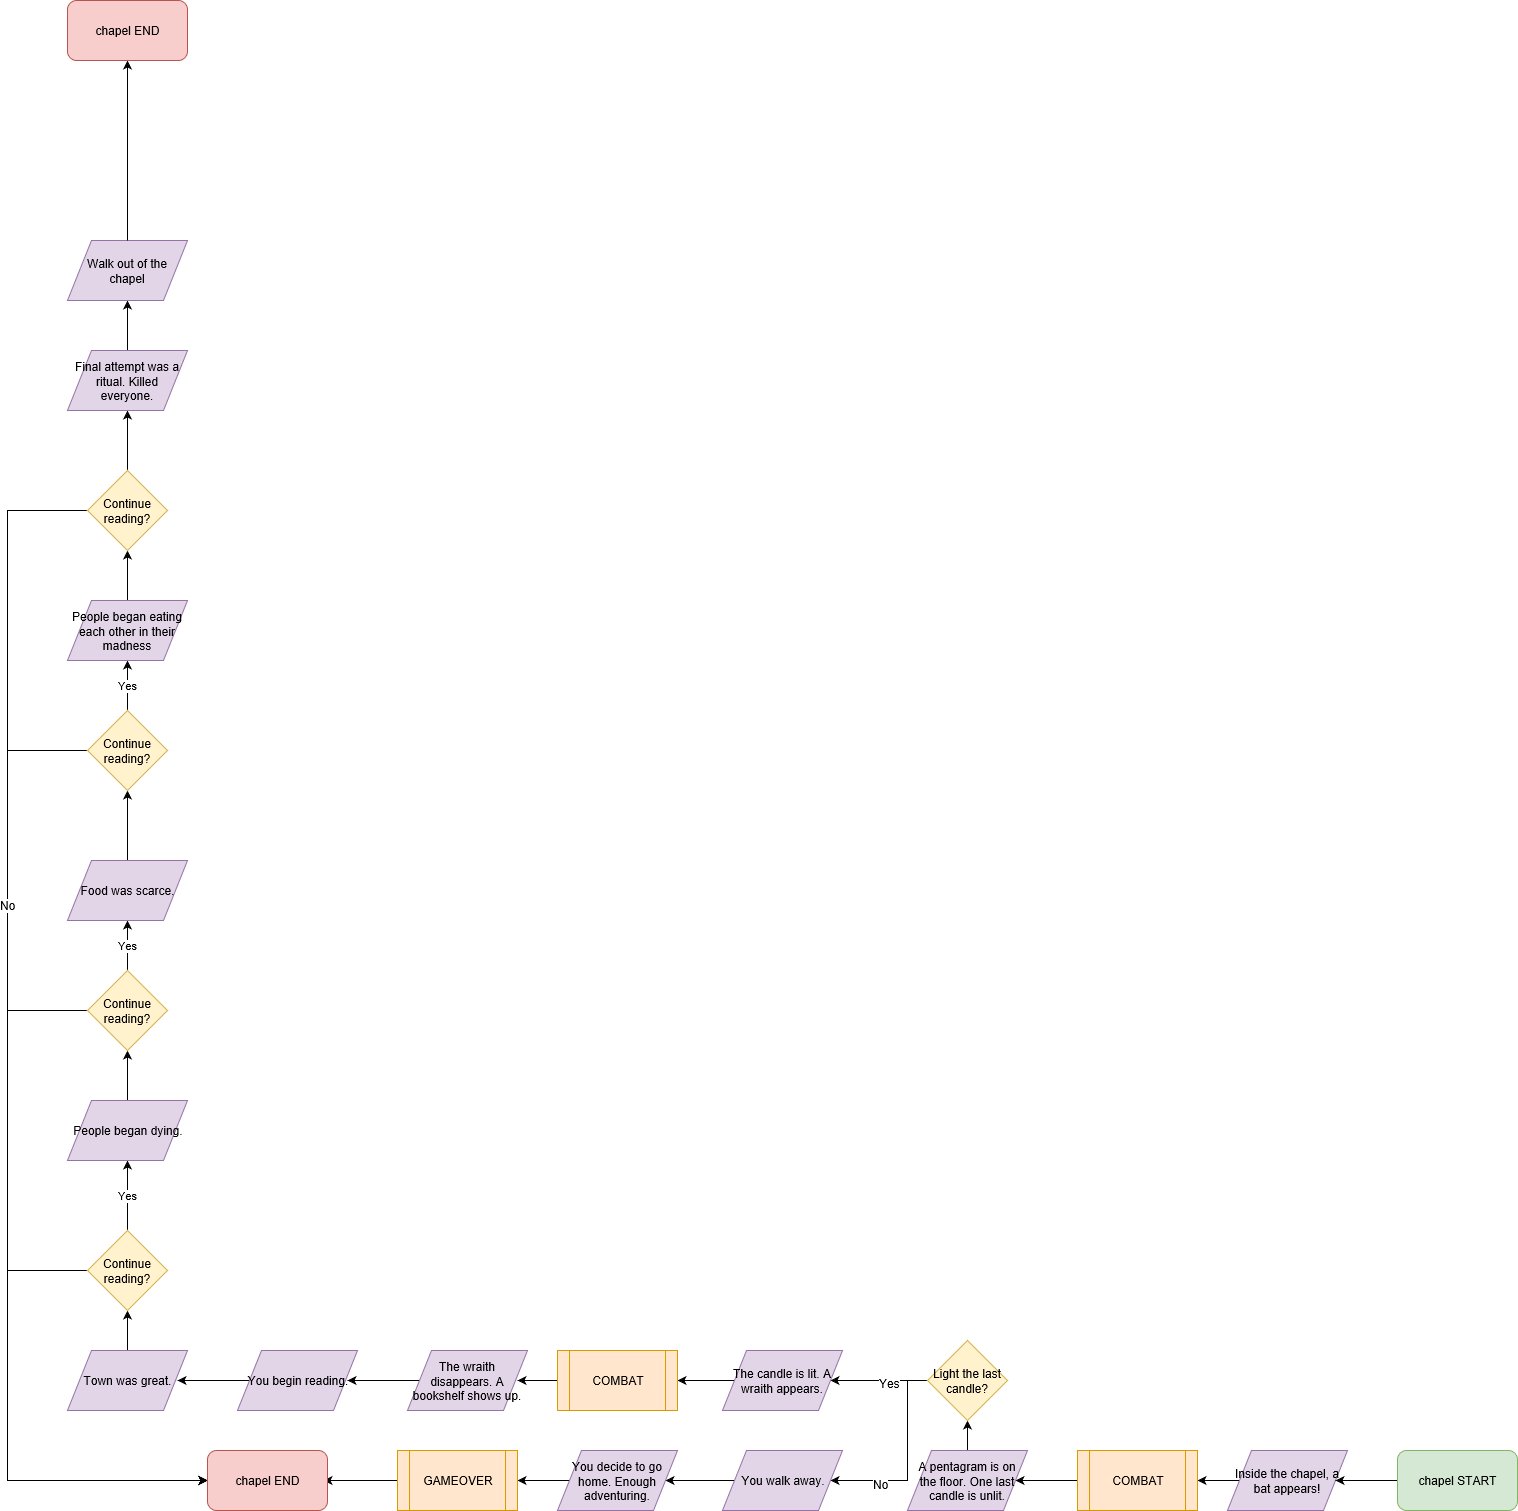 chapel END
Walk out of the
chapel
Final attempt was a
ritual. Killed
everyone.
Continue
reading?
People began eating
each other in their
madness
Yes
Continue
reading?
Food was scarce.
No
Yes
Continue
reading?
People began dying.
Yes
Continue
reading?
Town was great.
You begin reading.
The wraith
disappears. A
bookshelf shows up.
COMBAT
The candle is lit. A
wraith appears.
Yes
Light the last
candle?
chapel END
GAMEOVER
You decide to go
home. Enough
adventuring.
You walk away.
No
A pentagram is on
the floor. One last
candle is unlit.
COMBAT
Inside the chapel, a
bat appears!
chapel START